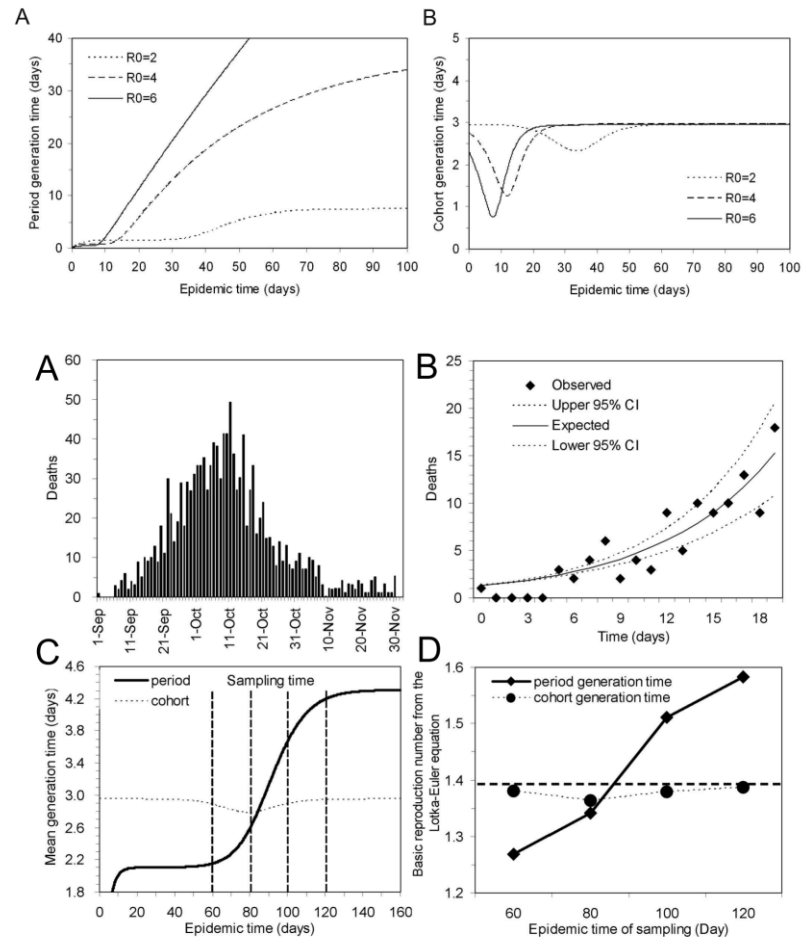 A
Period generation time (days)
40
30
20
10
0
R0=2
R0=4
R0=6
0 10 20 30 40 50 60 70 80 90 100
Epidemic time (days)
B
Cohort generation time (days)
5
4
3
2
1
0
R0=2
R0=4
R0=6
0 10 20 30 40 50 60 70 80 90 100
Epidemic time (days)
A
Deaths
60
50
40
30
20
10
0
1-Sep
11-Sep
21-Sep
1-Oct
11-Oct
21-Oct
31-Oct
10-Nov
20-Nov
30-Nov
B
Deaths
25
20
15
10
5
0
Observed
Upper 95% CI
Expected
Lower 95% CI
0 3 6 9 12 15 18
Time (days)
C
Mean generation time (days)
4.6
4.2
3.8
3.4
3.0
2.6
2.2
1.8
period
cohort
Sampling time
0 20 40 60 80 100 120 140 160
Epidemic time (days)
D
Basic reproduction number from the
Lotka-Euler equation
1.6
1.5
1.4
1.3
1.2
period generation time
cohort generation time
60 80 100 120
Epidemic time of sampling (Day)